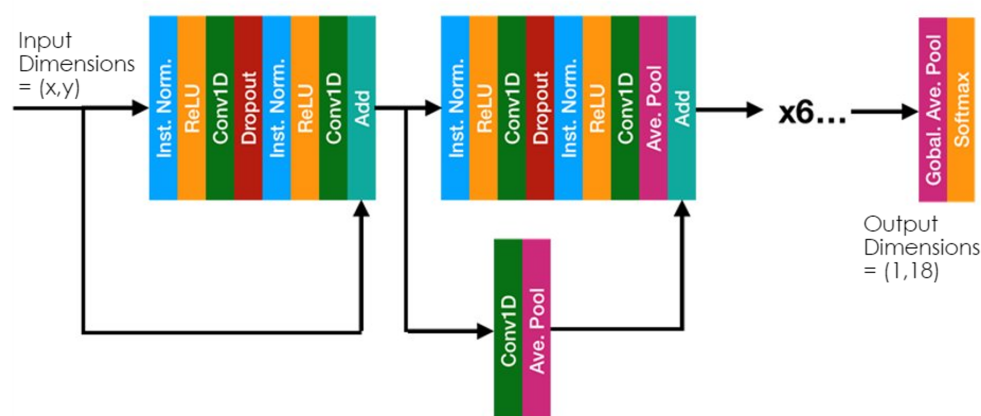 Input
Dimensions
= (x,y)
Inst. Norm.
ReLU
Conv1D
Dropout
Inst. Norm.
ReLU
Conv1D
Add
Inst. Norm.
ReLU
Conv1D
Dropout
Inst. Norm.
ReLU
Conv1D
Ave. Pool
Add
x6...
Gobal. Ave. Pool
Softmax
Conv1D
Ave. Pool
Output
Dimensions
= (1,18)